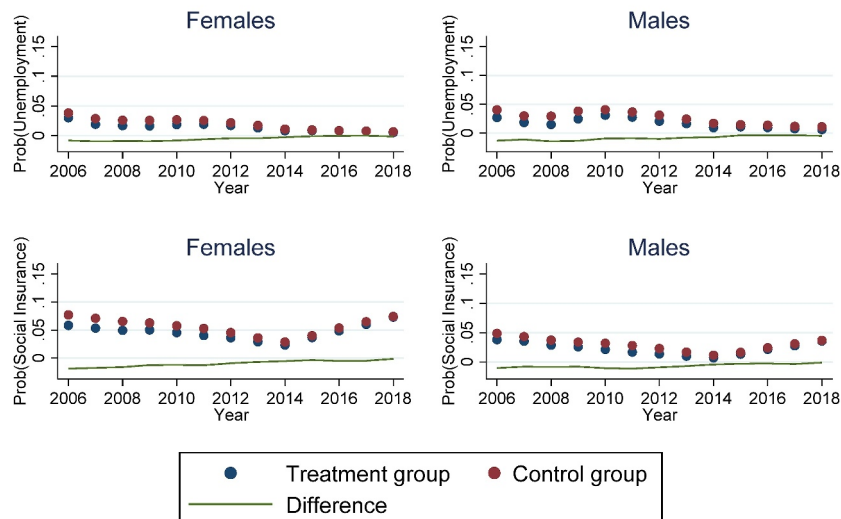 Females
Males
Prob(Unemployment)
0 .05 .1 .15
2006 2008 2010 2012 2014 2016 2018
Year
Prob(Unemployment)
0 .05 .1 .15
2006 2008 2010 2012 2014 2016 2018
Year
Females
Males
Prob(Social Insurance)
0 .05 .1 .15
2006 2008 2010 2012 2014 2016 2018
Year
Prob(Social Insurance)
0 .05 .1 .15
2006 2008 2010 2012 2014 2016 2018
Year
Treatment group
Control group
Difference